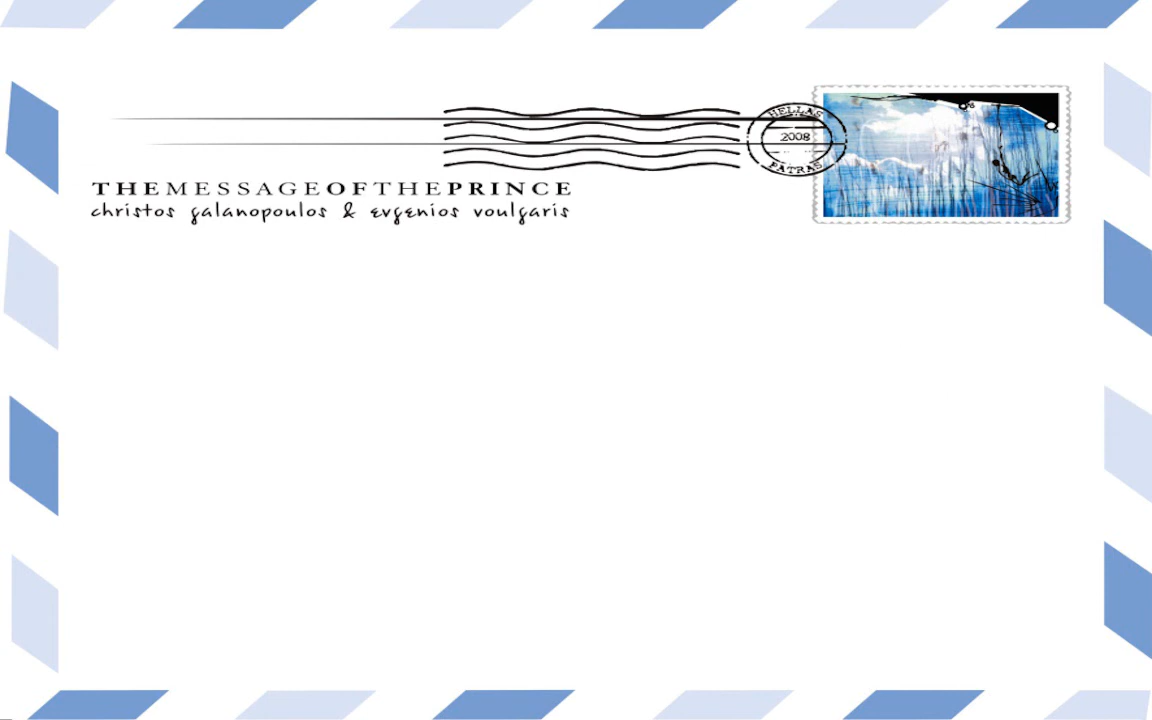 HELLAS
2008
PATRAS
THEMESSAGEOFTHEPRINCE
christos galanopoulos & evgenios voulgaris